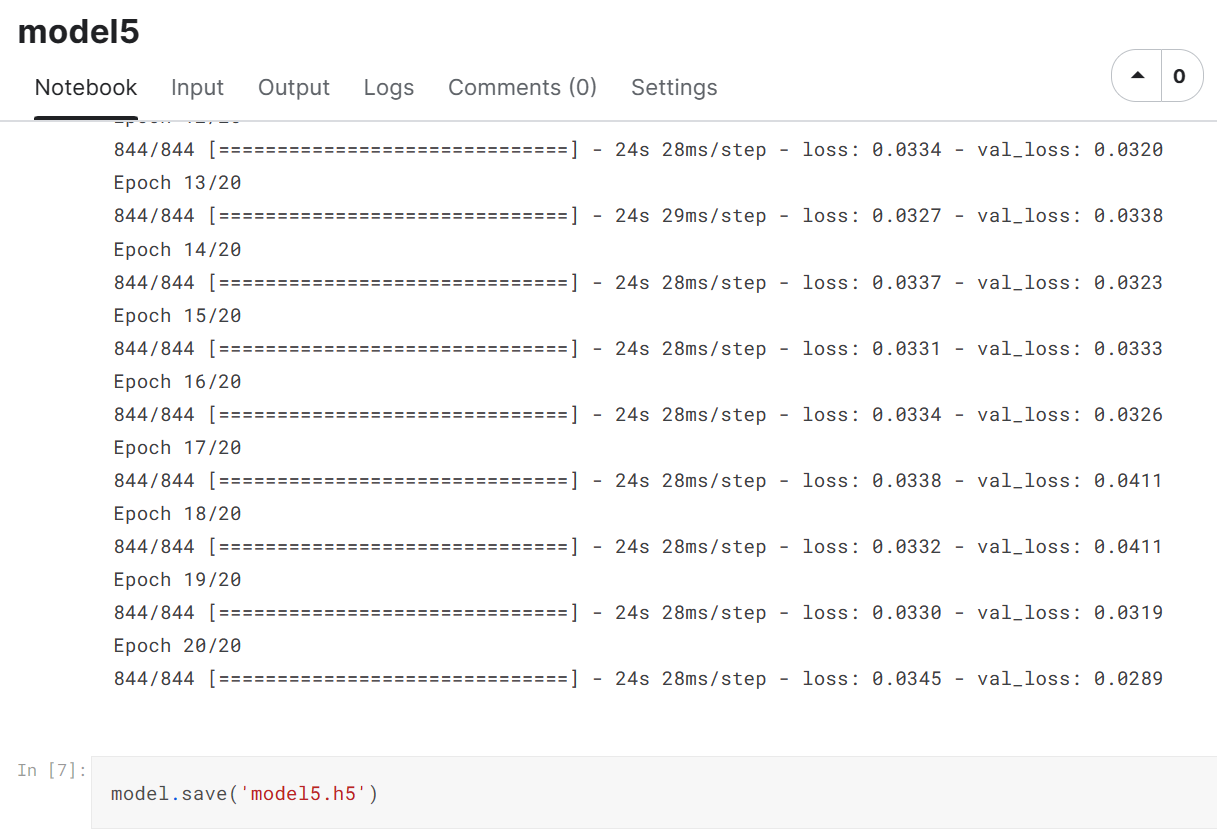 model5
Notebook Input Output Logs Comments (0) Settings
0
844/844 [==============================] - 24s 28ms/step - loss: 0.0334 - val_loss: 0.0320
Epoch 13/20
844/844 [==============================] - 24s 29ms/step - loss: 0.0327 - val_loss: 0.0338
Epoch 14/20
844/844 [==============================] - 24s 28ms/step - loss: 0.0337 - val_loss: 0.0323
Epoch 15/20
844/844 [==============================] - 24s 28ms/step - loss: 0.0331 - val_loss: 0.0333
Epoch 16/20
844/844 [==============================] - 24s 28ms/step - loss: 0.0334 - val_loss: 0.0326
Epoch 17/20
844/844 [==============================] - 24s 28ms/step - loss: 0.0338 - val_loss: 0.0411
Epoch 18/20
844/844 [==============================] - 24s 28ms/step - loss: 0.0332 - val_loss: 0.0411
Epoch 19/20
844/844 [==============================] - 24s 28ms/step - loss: 0.0330 - val_loss: 0.0319
Epoch 20/20
844/844 [==============================] - 24s 28ms/step - loss: 0.0345 - val_loss: 0.0289
In [7]:
model.save('model5.h5')